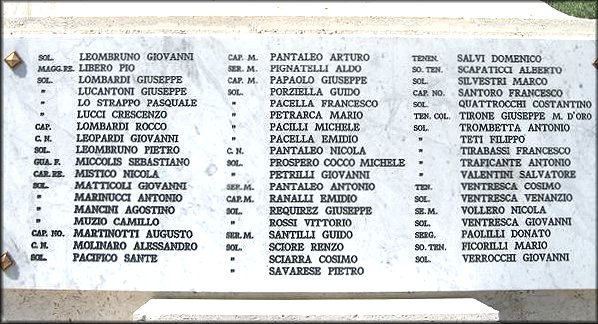 SOL. LEOMBRUNO GIOVANNI
MAGG.RE. LIBERO PIO
SOL. LOMBARDI GIUSEPPE
" LUCANTONI GIUSEPPE
" LO STRAPPO PASQUALE
" LUCCI CRESCENZO
CAP. LOMBARDI ROCCO
C. N. LEOPARDI GIOVANNI
SOL. LEOMBRUNO PIETRO
GUA. F. MICCOLIS SEBASTIANO
CAR. RE. MISTICO NICOLA
SOL. MATTICOLI GIOVANNI
" MARINUCCI ANTONIO
" MANCINI AGOSTINO
" MUZIO CAMILLO
CAP. NO. MARTINOTTI AUGUSTO
C. N. MOLINARO ALESSANDRO
SOL. PACIFICO SANTE
CAP. M. PANTALEO ARTURO
SER. M. PIGNATELLI ALDO
CAP. M. PAPAOLO GIUSEPPE
SOL. PORZIELLA GUIDO
" PACELLA FRANCESCO
" PETRARCA MARIO
" PACILLI MICHELE
" PACELLA EMIDIO
C. N. PANTALEO NICOLA
SOL. PROSPERO COCCO MICHELE
" PETRILLI GIOVANNI
SER. M. PANTALEO ANTONIO
CAP. M. RANALLI EMIDIO
SOL. REQUIREZ GIUSEPPE
" ROSSI VITTORIO
SER. M. SANTILLI GUIDO
SOL. SCIORE RENZO
" SCIARRA COSIMO
" SAVARESE PIETRO
TENEN. SALVI DOMENICO
SO. TEN. SCAPATICCI ALBERTO
SOL. SILVESTRI MARCO
CAP. NO. SANTORO FRANCESCO
SOL. QUATTROCCHI COSTANTINO
TEN. COL. TIRONE GIUSEPPE M. D'ORO
SOL. TROMBETTA ANTONIO
" TETI FILIPPO
" TIRABASSI FRANCESCO
" TRAFICANTE ANTONIO
" VALENTINI SALVATORE
TEN. VENTRESCA COSIMO
SOL. VENTRESCA VENANZIO
SE. M. VOLLERO NICOLA
SOL. VENTRESCA GIOVANNI
SERG. PAOLILLI DONATO
SO. TEN. FICORILLI MARIO
SOL. VERROCCHI GIOVANNI